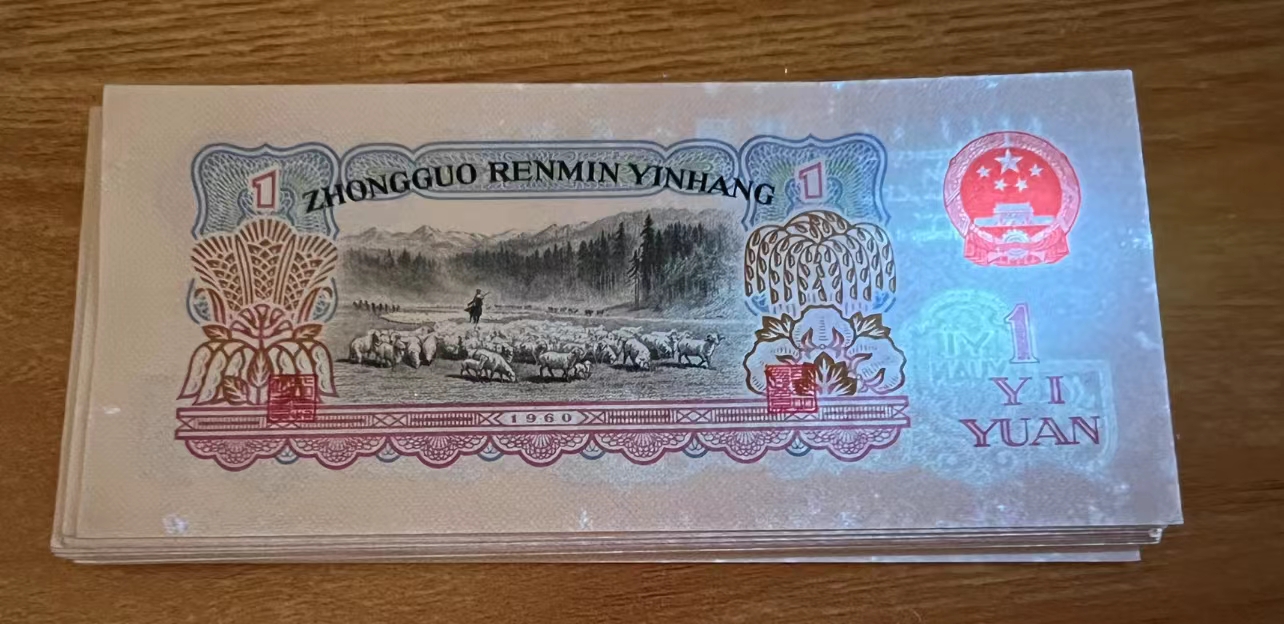 ZHONGGUO RENMIN YINHANG
1
1
1
YI
YUAN
1960